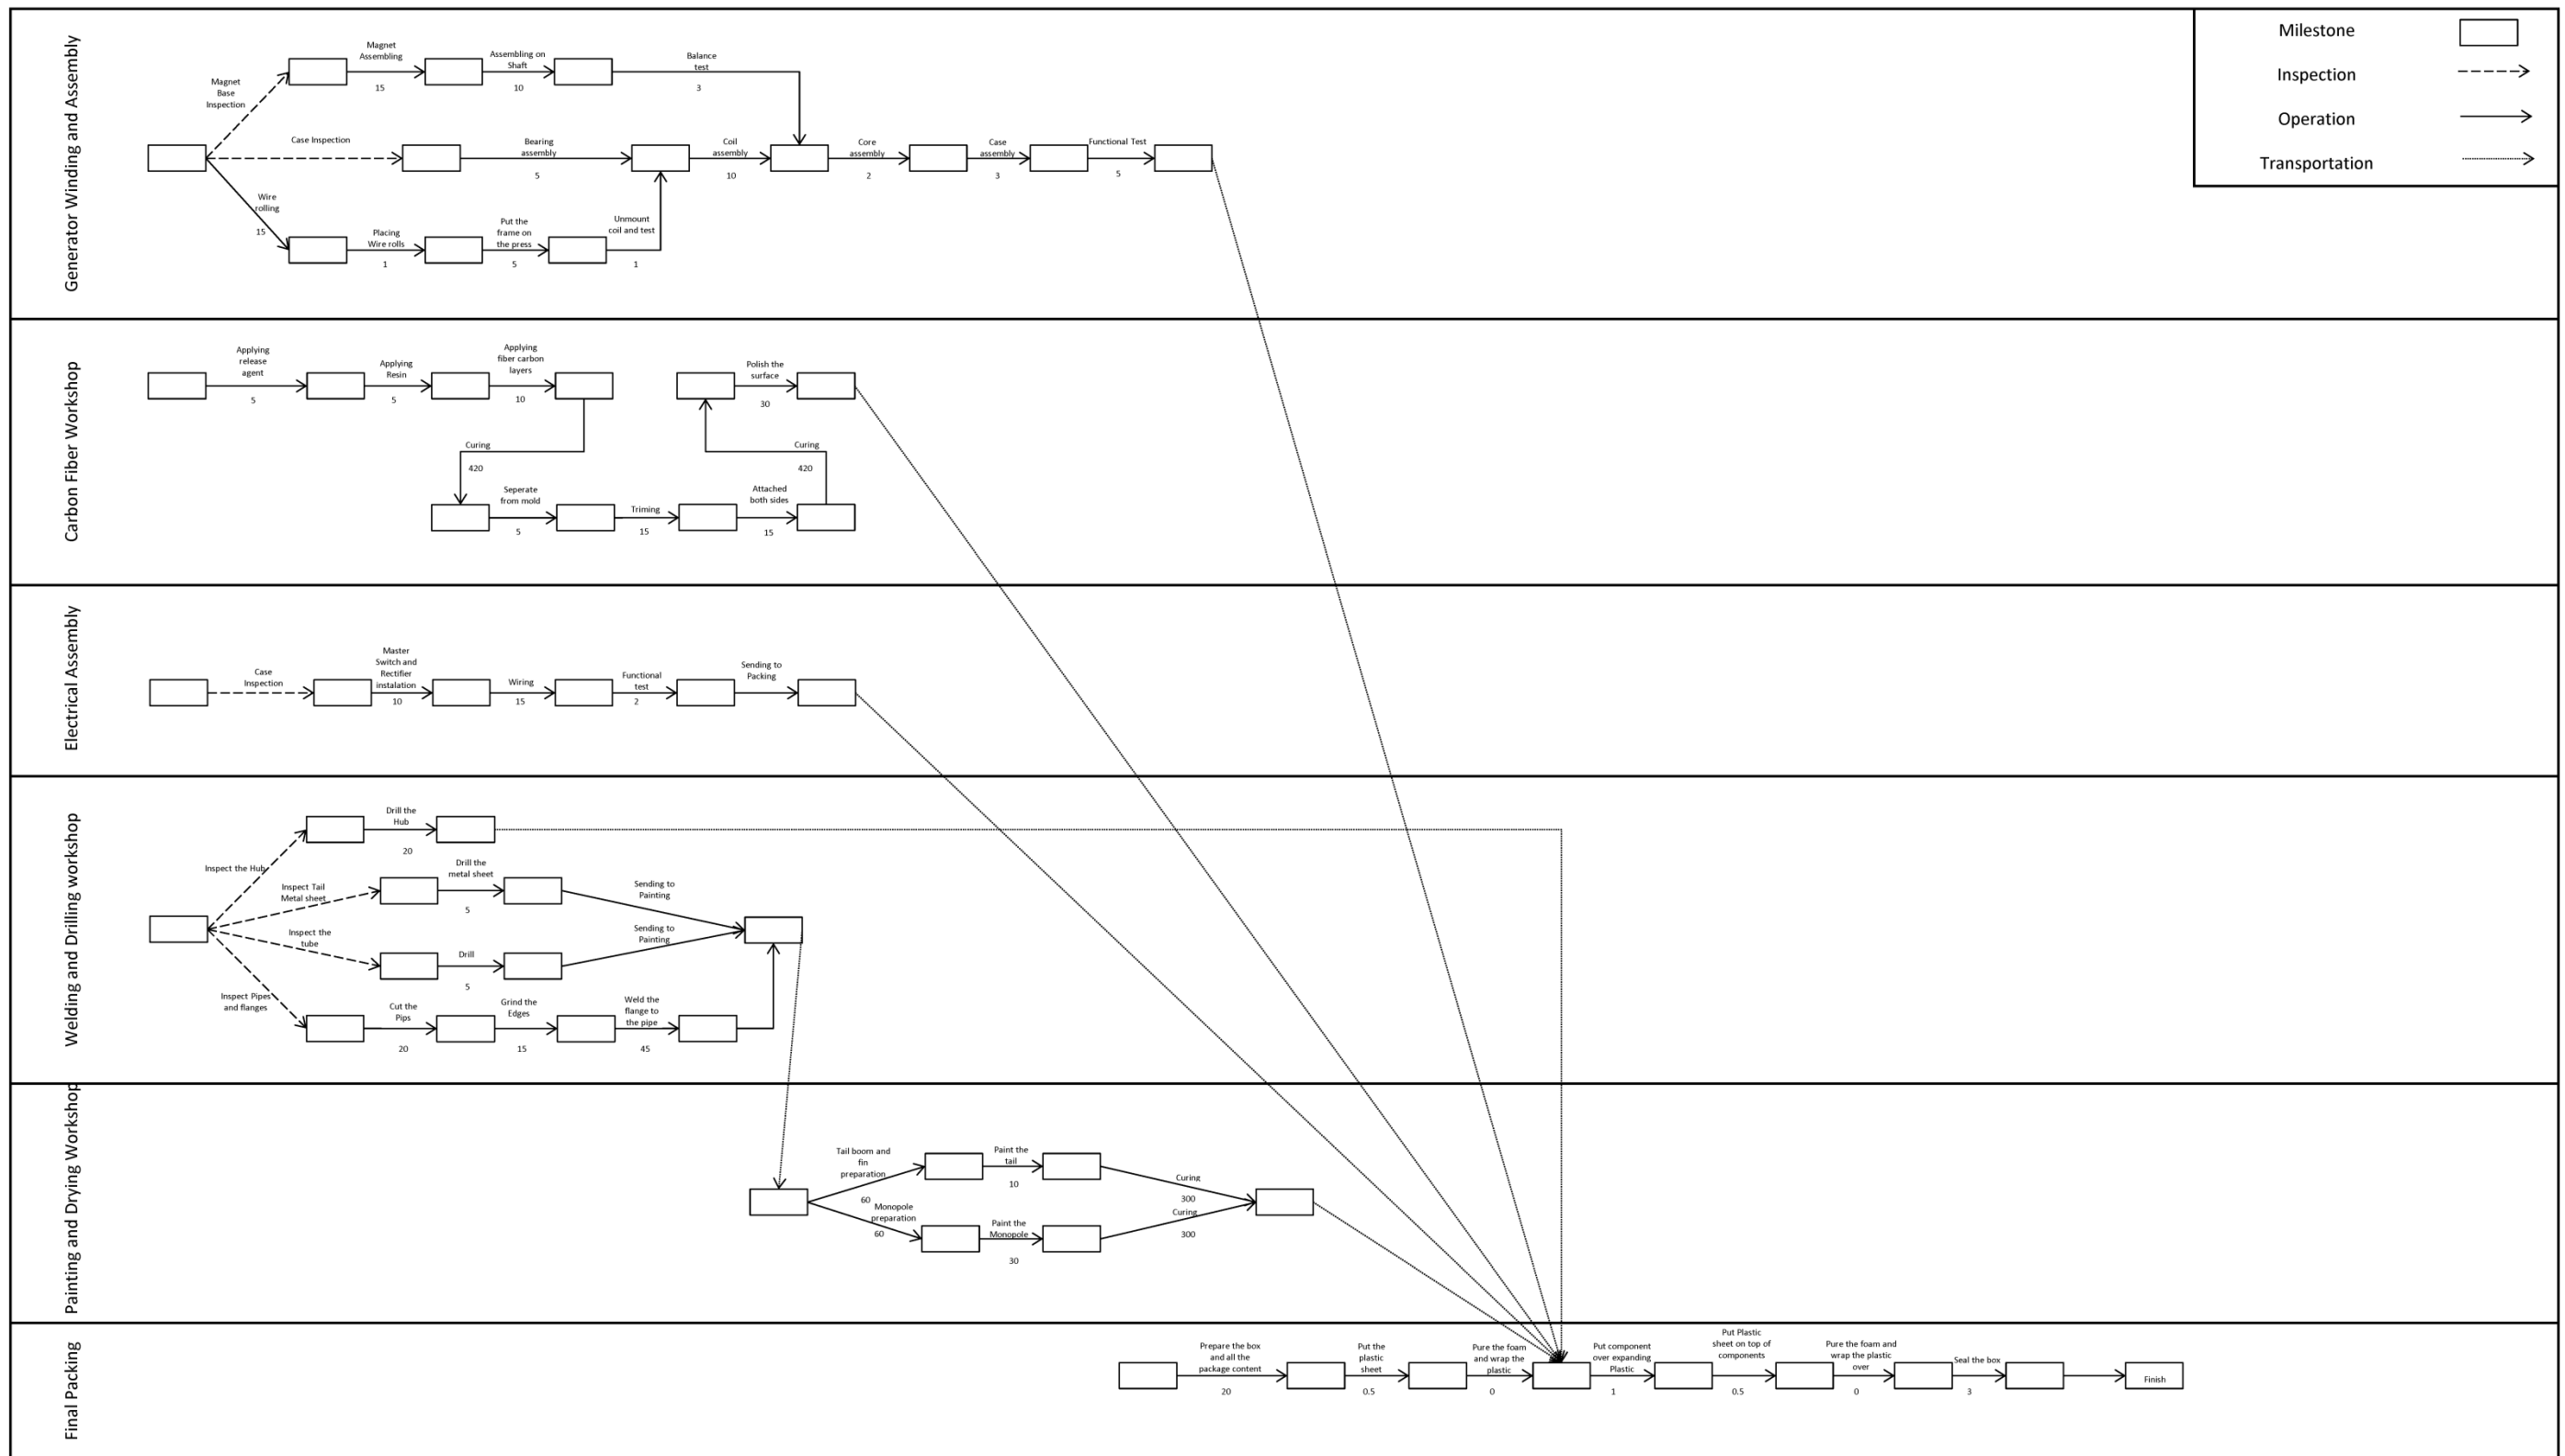 Generator Winding and Assembly
Magnet
Base
Inspection
Magnet
Assembling
15
Assembling on
Shaft
10
Balance
test
3
Case Inspection
Bearing
assembly
5
Coil
assembly
10
Core
assembly
2
Case
assembly
3
Functional Test
5
Wire
rolling
15
Placing
Wire rolls
1
Put the
frame on
the press
5
Unmount
coil and test
1
Milestone
Inspection
Operation
Transportation
Carbon Fiber Workshop
Applying
release
agent
5
Applying
Resin
5
Applying
fiber carbon
layers
10
Polish the
surface
30
Curing
420
Curing
420
Seperate
from mold
5
Triming
15
Attached
both sides
15
Electrical Assembly
Case
Inspection
Master
Switch and
Rectifier
instalation
10
Wiring
15
Functional
test
2
Sending to
Packing
Welding and Drilling workshop
Inspect the Hub
Drill the
Hub
20
Inspect Tail
Metal sheet
Drill the
metal sheet
5
Sending to
Painting
Inspect the
tube
Drill
5
Sending to
Painting
Inspect Pipes
and flanges
Cut the
Pips
20
Grind the
Edges
15
Weld the
flange to
the pipe
45
Painting and Drying Workshop
Tail boom and
fin
preparation
60
Paint the
tail
10
Curing
300
Monopole
preparation
60
Paint the
Monopole
30
Curing
300
Final Packing
Prepare the box
and all the
package content
20
Put the
plastic
sheet
0.5
Pure the foam
and wrap the
plastic
0
Put component
over expanding
Plastic
1
Put Plastic
sheet on top of
components
0.5
Pure the foam and
wrap the plastic
over
0
Seal the box
3
Finish